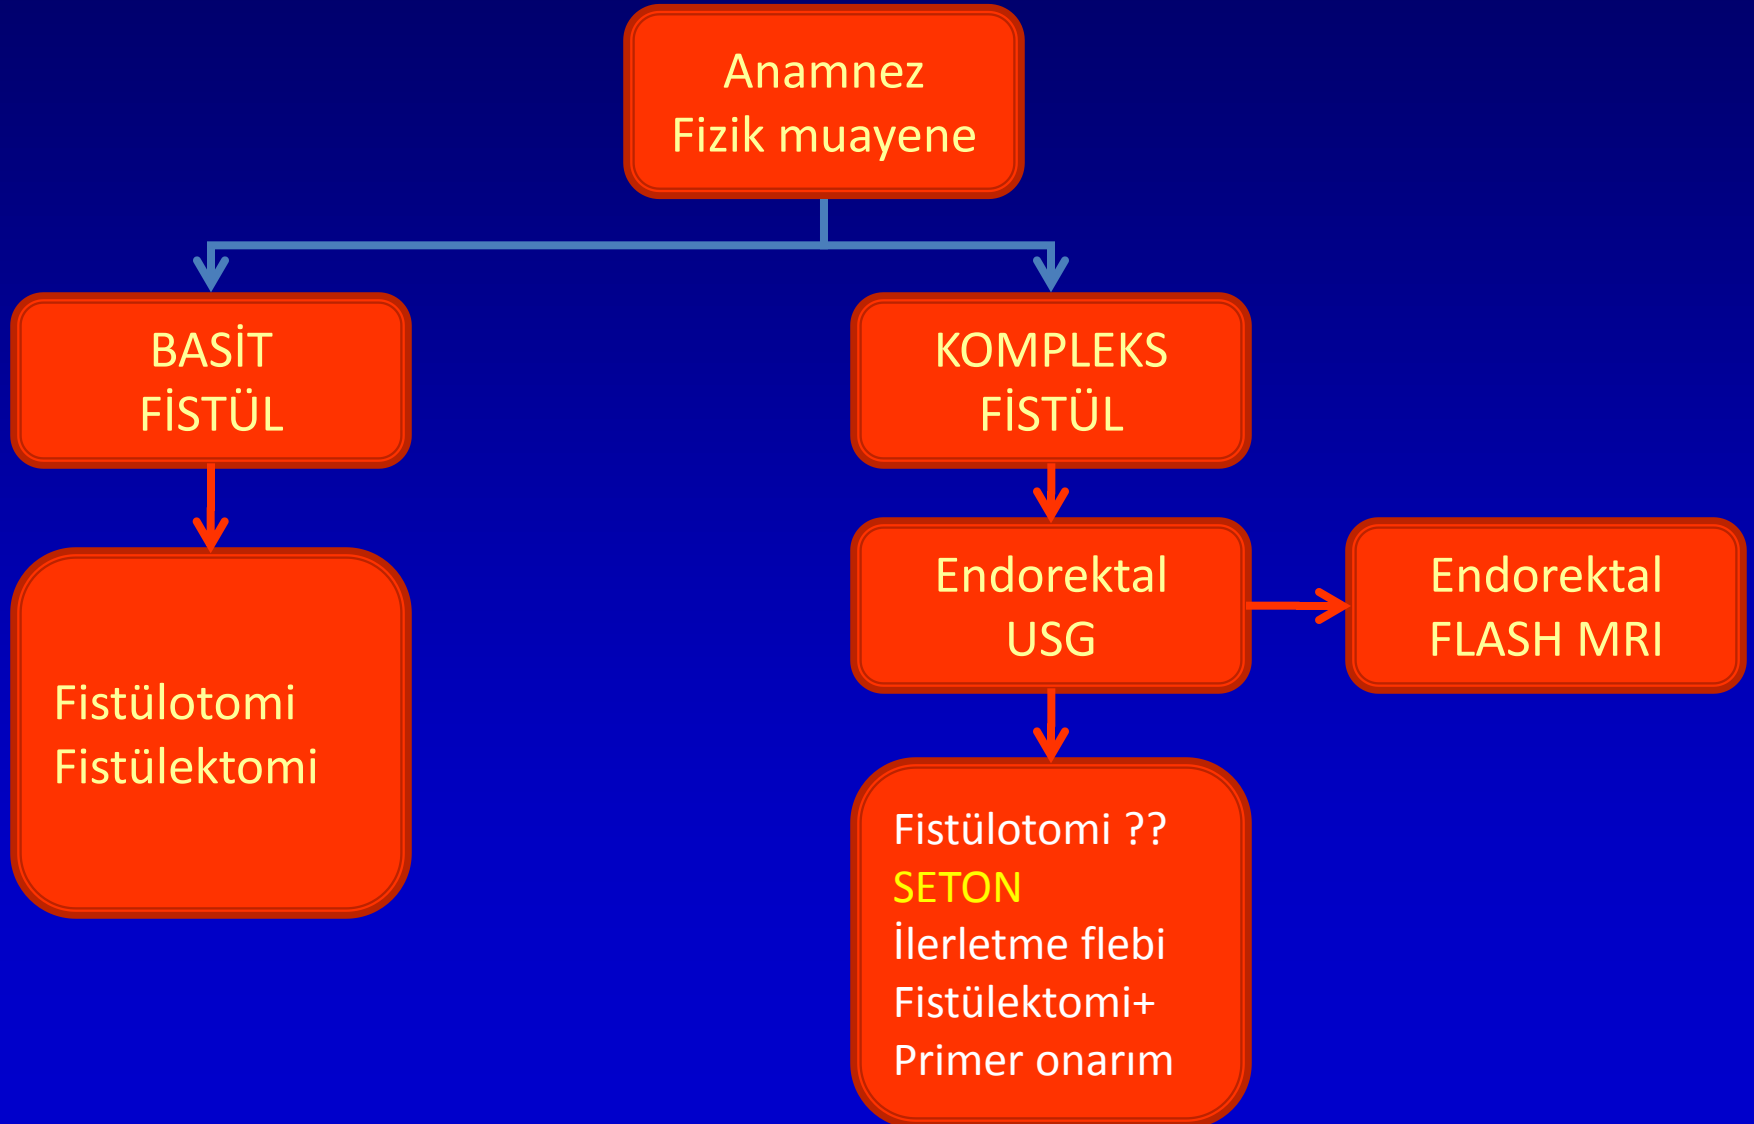 Anamnez
Fizik muayene
BASİT
FİSTÜL
KOMPLEKS
FİSTÜL
Endorektal
USG
Endorektal
FLASH MRI
Fistülotomi
Fistülektomi
Fistülotomi ??
SETON
İlerletme flebi
Fistülektomi+
Primer onarım